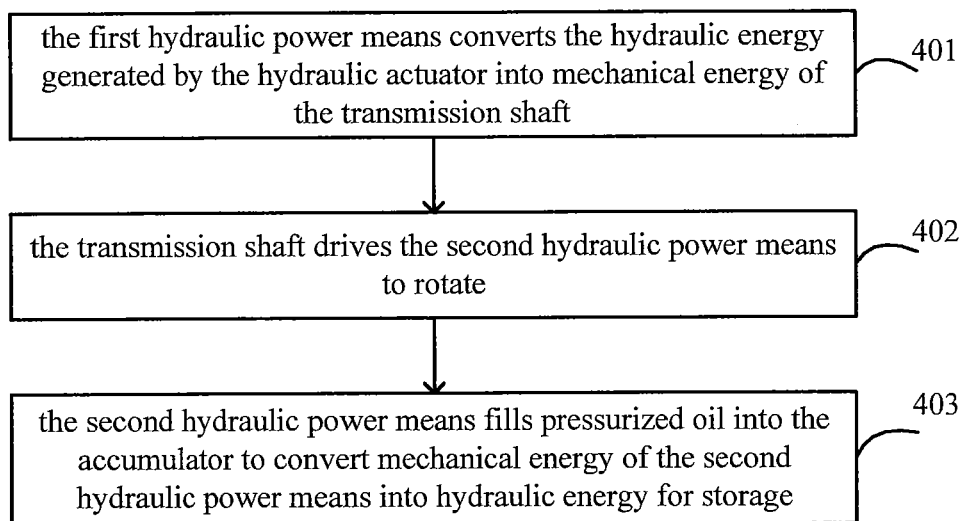 the first hydraulic power means converts the hydraulic energy
generated by the hydraulic actuator into mechanical energy of
the transmission shaft
401
the transmission shaft drives the second hydraulic power means
to rotate
402
the second hydraulic power means fills pressurized oil into the
accumulator to convert mechanical energy of the second
hydraulic power means into hydraulic energy for storage
403